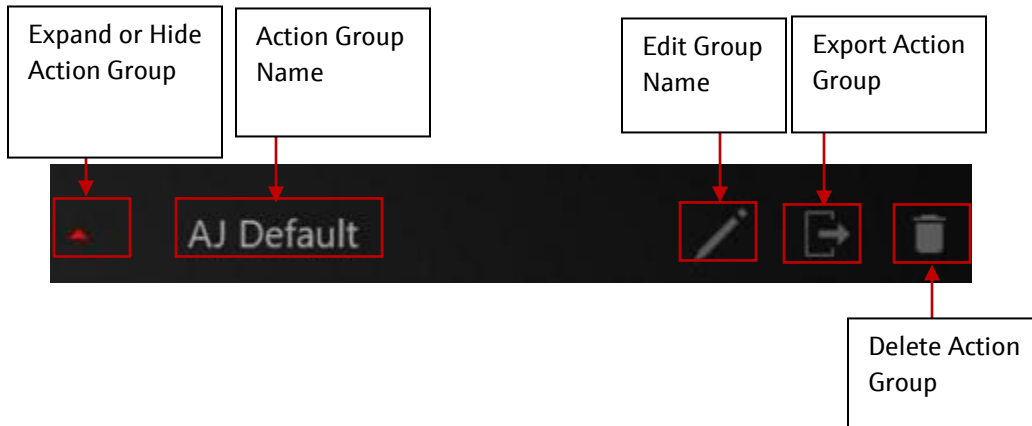 Expand or Hide
Action Group
Action Group
Name
Edit Group
Name
Export Action
Group
AJ Default
Delete Action
Group